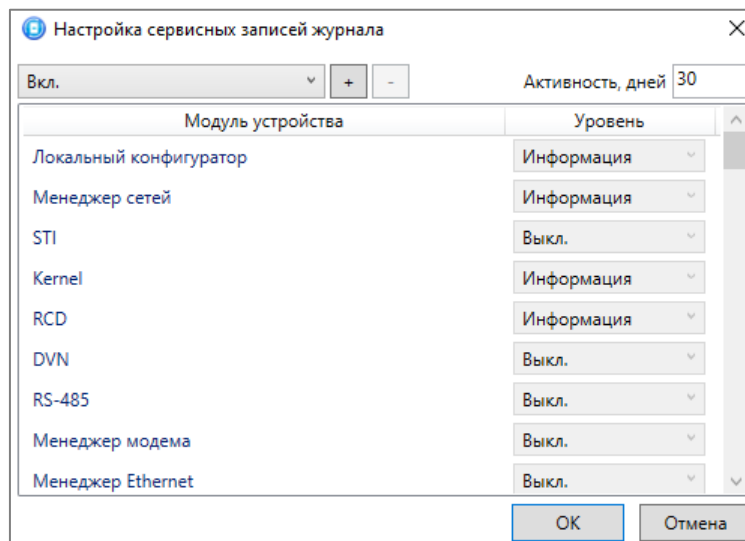 Настройка сервисных записей журнала
Вкл. + - Активность, дней 30
Модуль устройства Уровень
Локальный конфигуратор Информация
Менеджер сетей Информация
STI Выкл.
Kernel Информация
RCD Информация
DVN Выкл.
RS-485 Выкл.
Менеджер модема Выкл.
Менеджер Ethernet Выкл.
OK Отмена